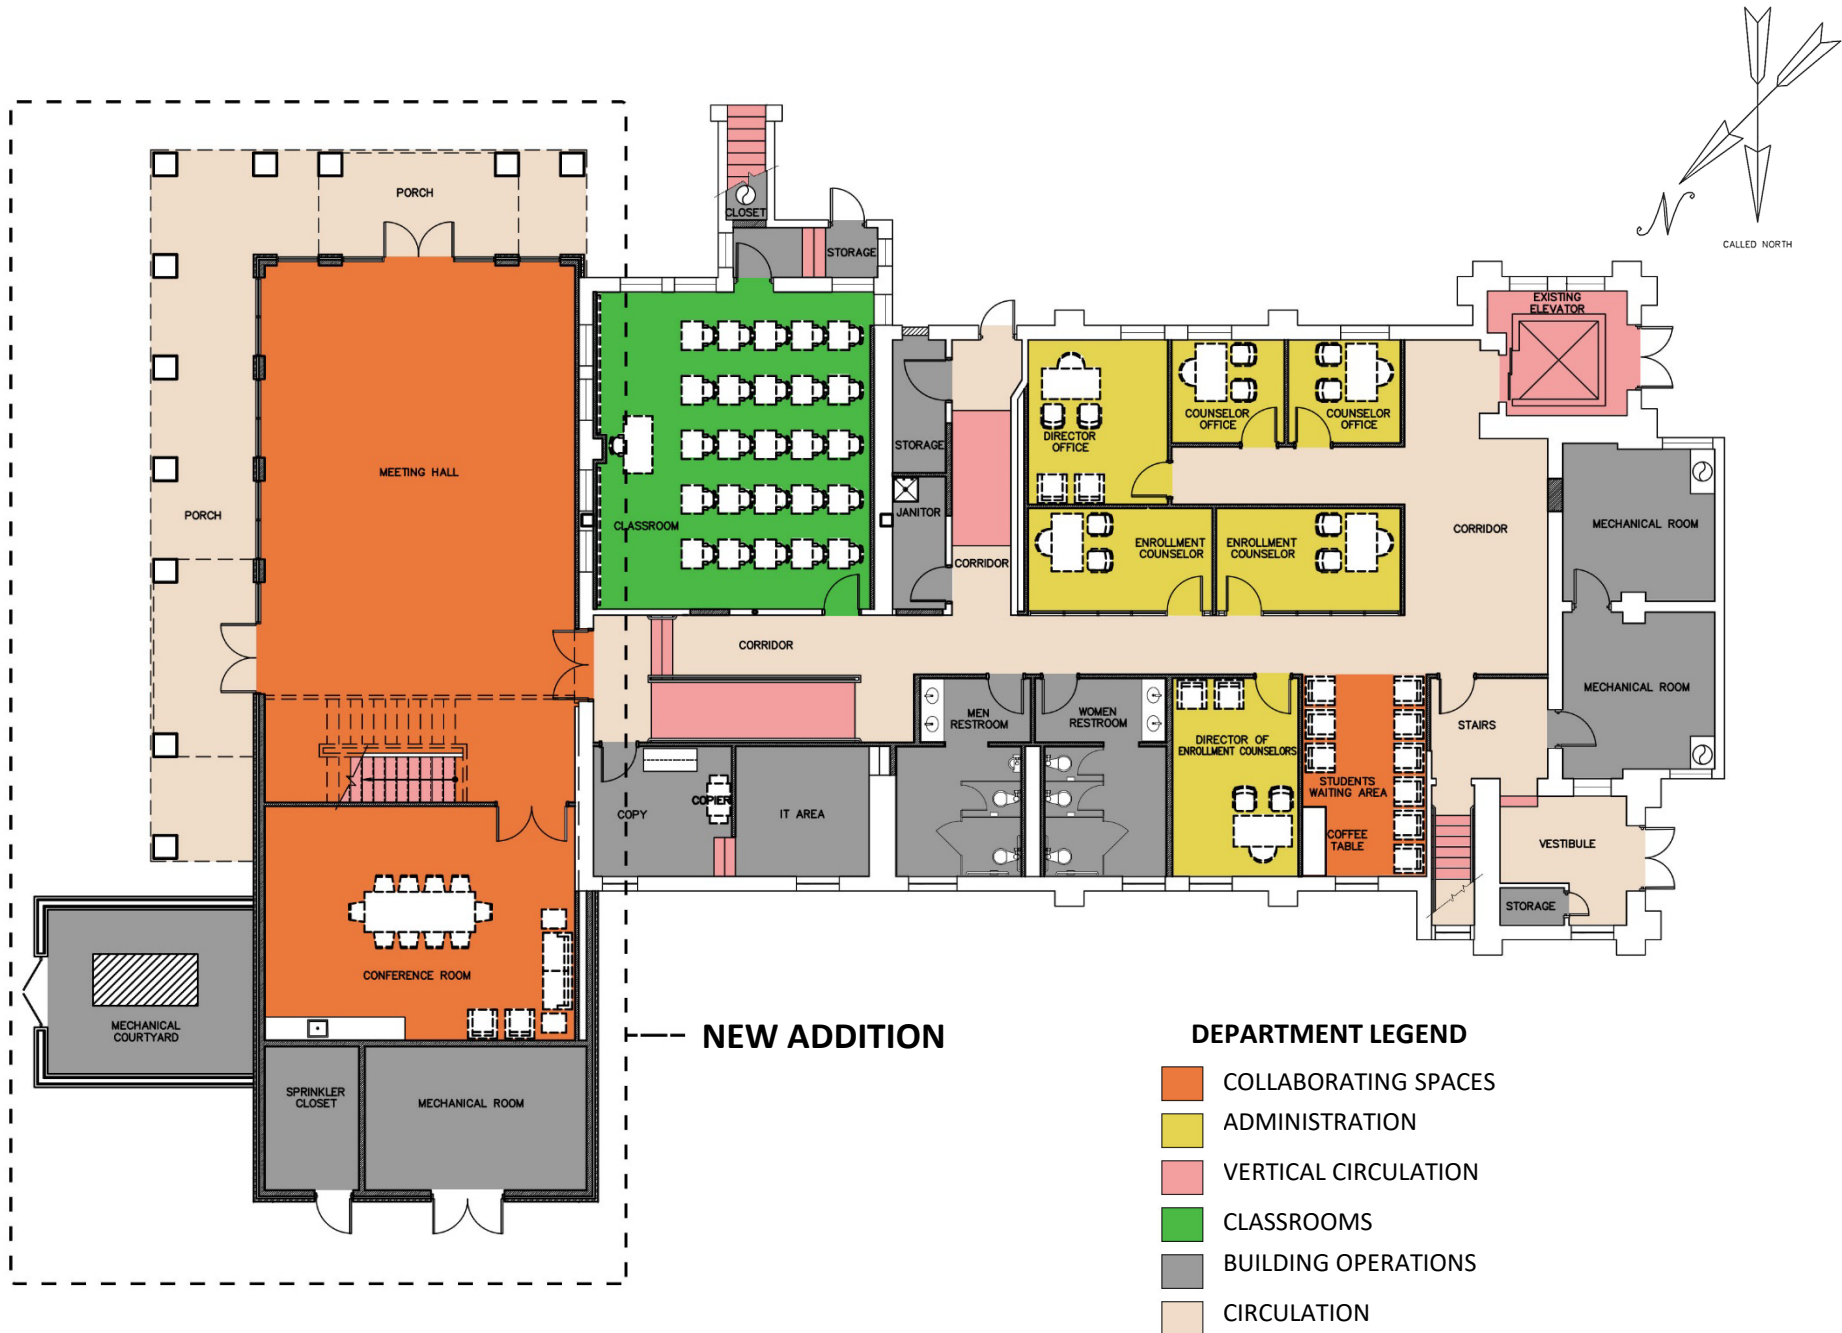 N
CALLED NORTH
PORCH
CLOSET
STORAGE
EXISTING
ELEVATOR
COUNSELOR
OFFICE
COUNSELOR
OFFICE
DIRECTOR
OFFICE
STORAGE
MEETING HALL
PORCH
CLASSROOM
JANITOR
ENROLLMENT
COUNSELOR
ENROLLMENT
COUNSELOR
CORRIDOR
MECHANICAL ROOM
CORRIDOR
CORRIDOR
MECHANICAL ROOM
MEN
RESTROOM
WOMEN
RESTROOM
STAIRS
DIRECTOR OF
ENROLLMENT COUNSELORS
STUDENTS
WAITING AREA
COPY
COPIER
IT AREA
COFFEE
TABLE
VESTIBULE
STORAGE
CONFERENCE ROOM
MECHANICAL
COURTYARD
SPRINKLER
CLOSET
MECHANICAL ROOM
NEW ADDITION
DEPARTMENT LEGEND
COLLABORATING SPACES
ADMINISTRATION
VERTICAL CIRCULATION
CLASSROOMS
BUILDING OPERATIONS
CIRCULATION